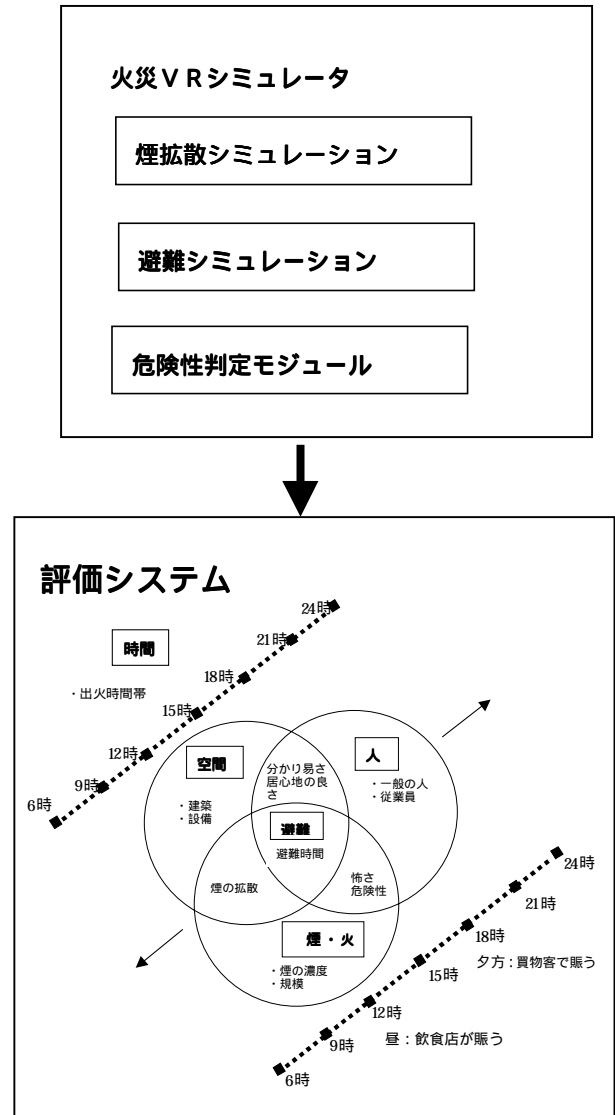 火災ＶＲシミュレータ
煙拡散シミュレーション
避難シミュレーション
危険性判定モジュール
評価システム
時間
・出火時間帯
24時
21時
18時
15時
12時
9時
6時
空間
・建築
・設備
分かり易さ
居心地の良
さ
人
・一般の人
・従業員
避難
避難時間
煙の拡散
怖さ
危険性
煙・火
・煙の濃度
・規模
24時
21時
18時
夕方：買物客で賑う
15時
12時
昼：飲食店が賑う
9時
6時